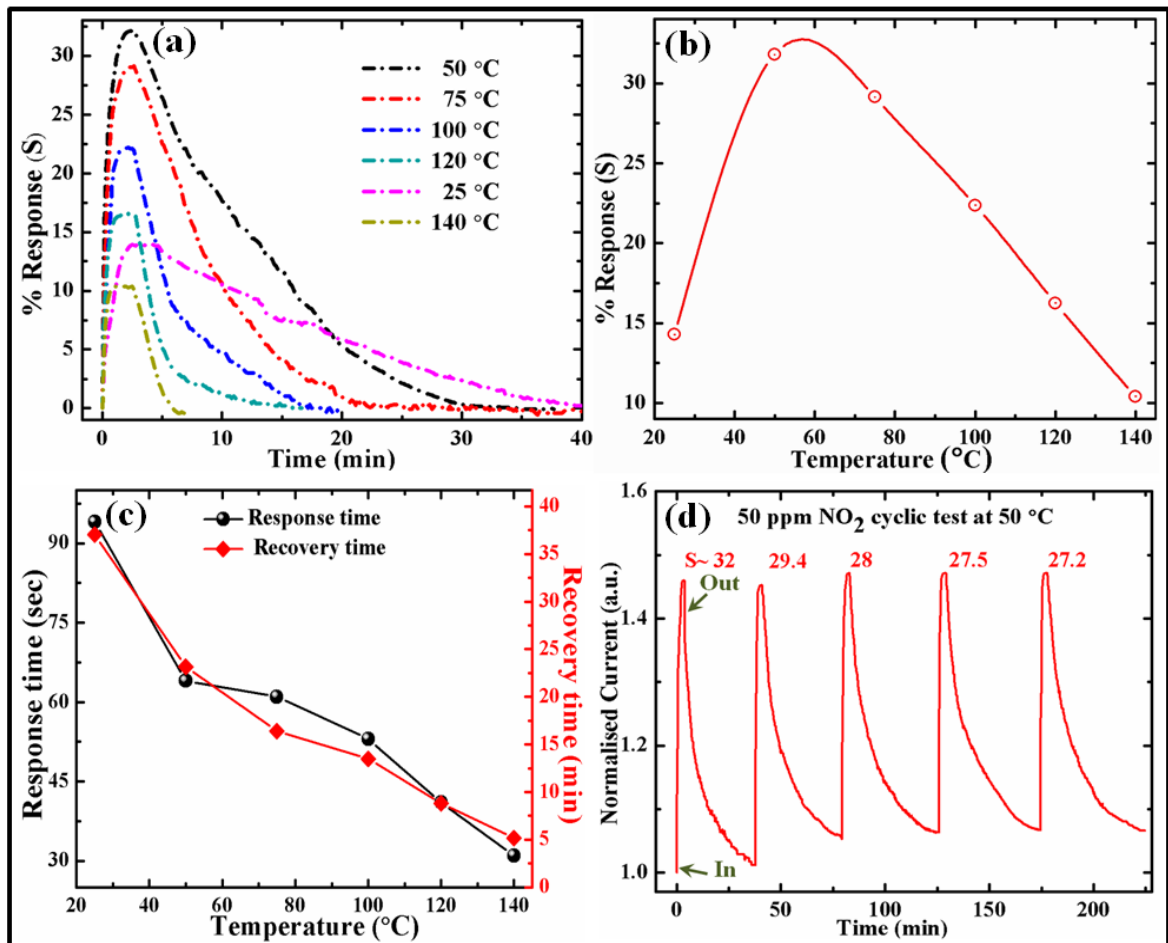 (a)
50 °C
75 °C
100 °C
120 °C
25 °C
140 °C
% Response (S)
30
25
20
15
10
5
0
0 10 20 30 40
Time (min)
(b)
% Response (S)
30
25
20
15
10
20 40 60 80 100 120 140
Temperature (°C)
(c)
Response time
Recovery time
Response time (sec)
90
75
60
45
30
Recovery time (min)
40
35
30
25
20
15
10
5
0
20 40 60 80 100 120 140
Temperature (°C)
(d)
50 ppm NO₂ cyclic test at 50 °C
S~ 32 29.4 28 27.5 27.2
Out
In
Normalised Current (a.u.)
1.6
1.4
1.2
1.0
0 50 100 150 200
Time (min)